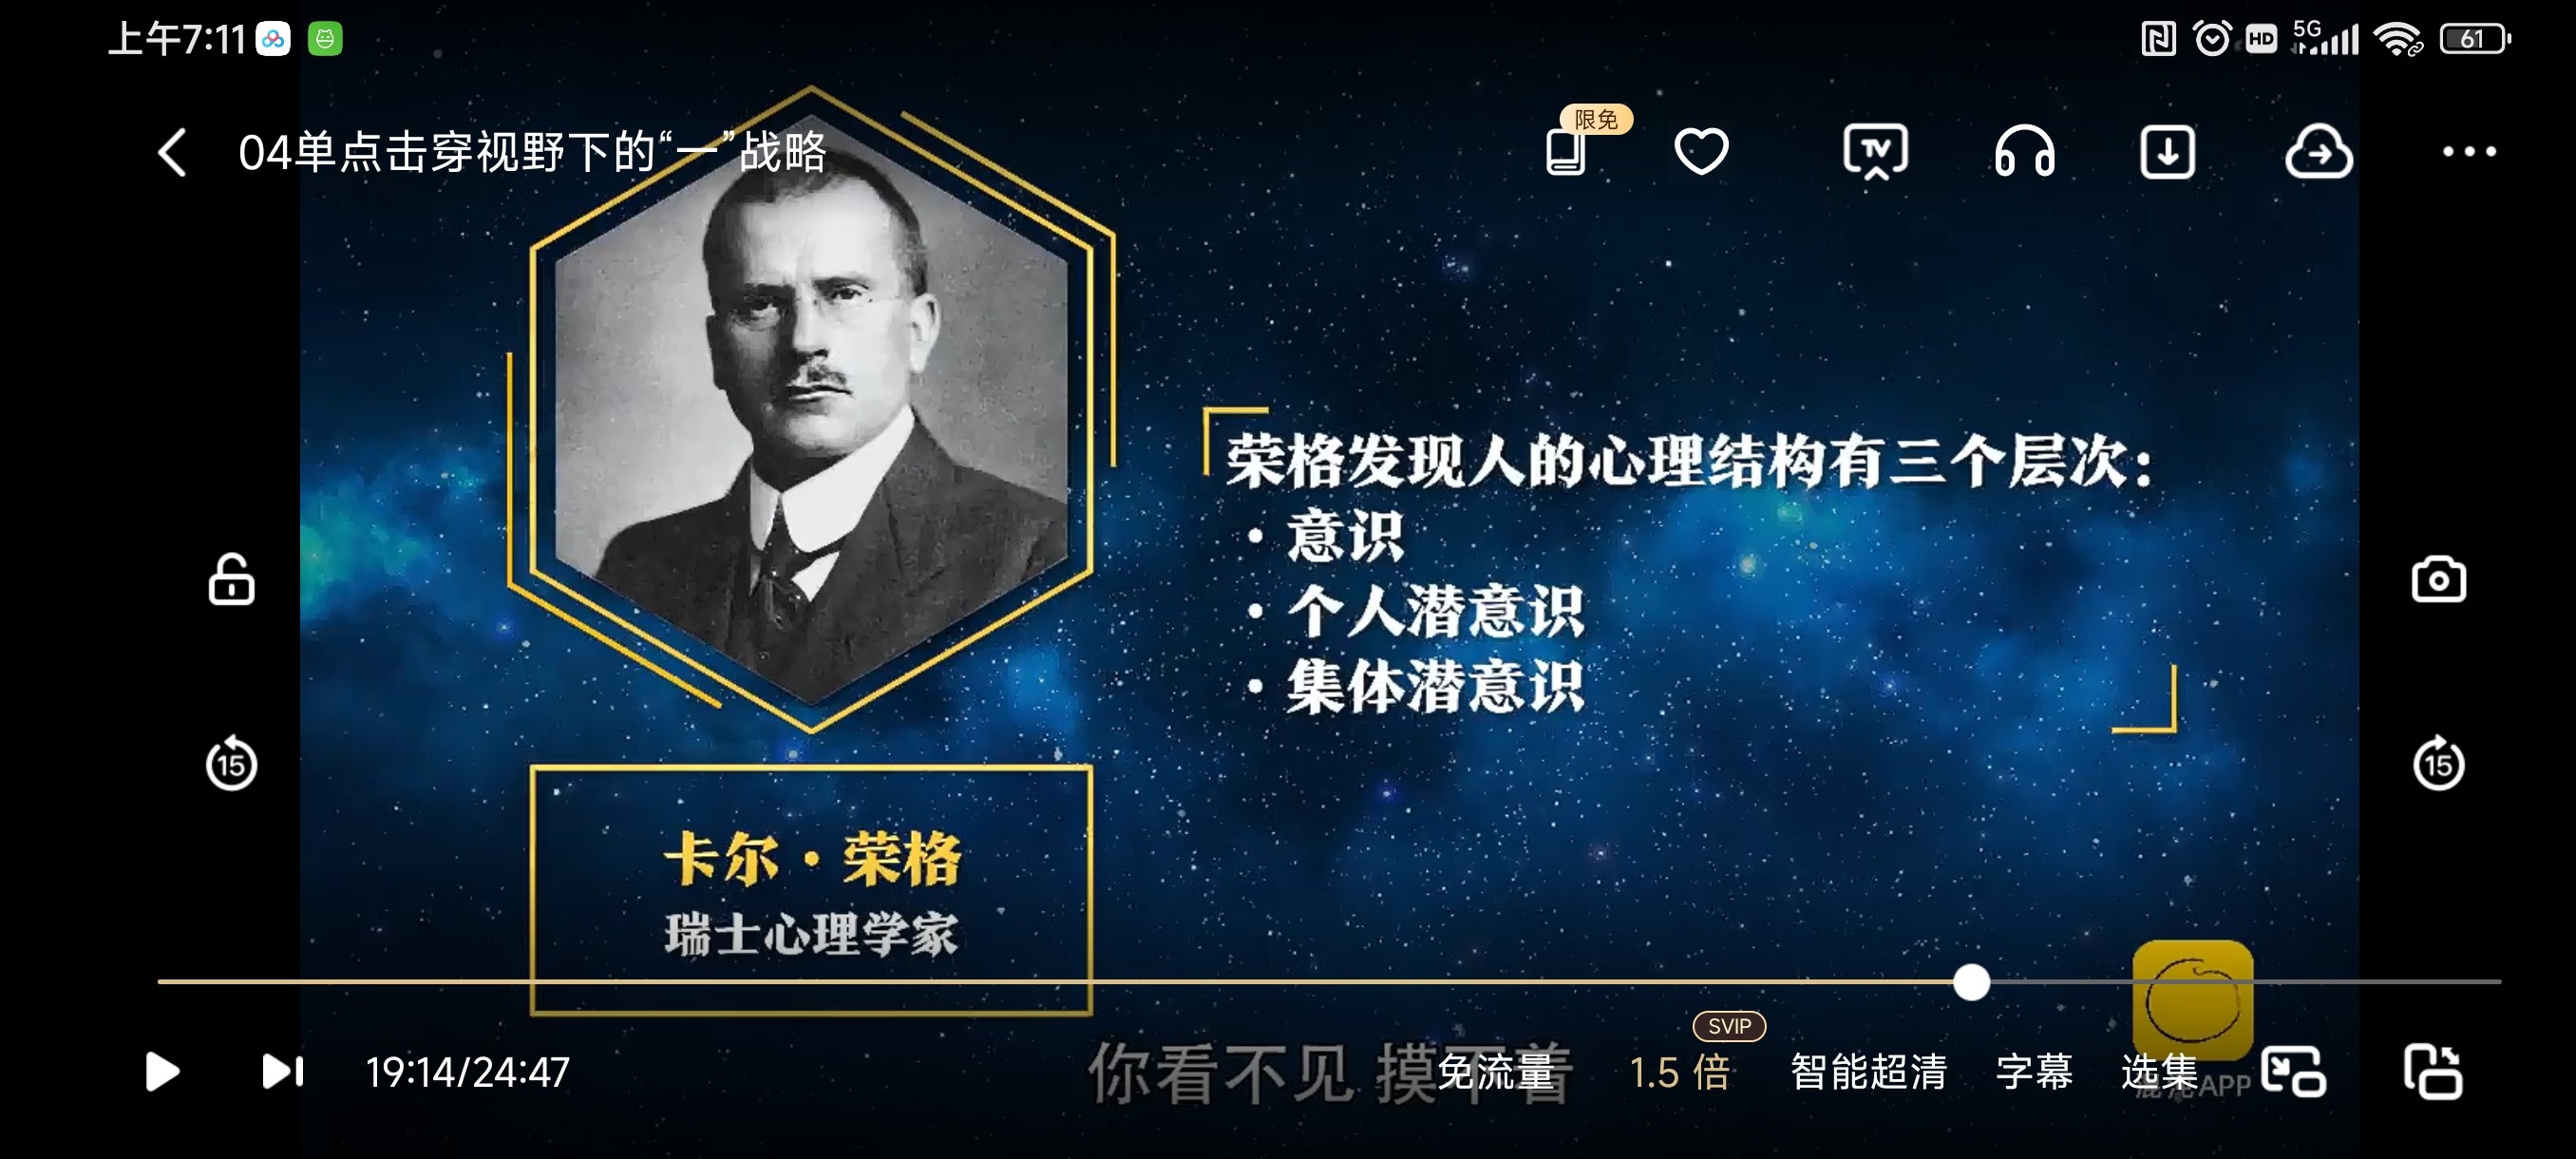 上午7:11
HD
5G
61
04单点击穿视野下的“一”战略
限免
TV
荣格发现人的心理结构有三个层次:
• 意识
• 个人潜意识
• 集体潜意识
15
15
卡尔·荣格
瑞士心理学家
SVIP
19:14/24:47
你看不见 摸不着
免流量
1.5 倍
智能超清
字幕
选集
APP